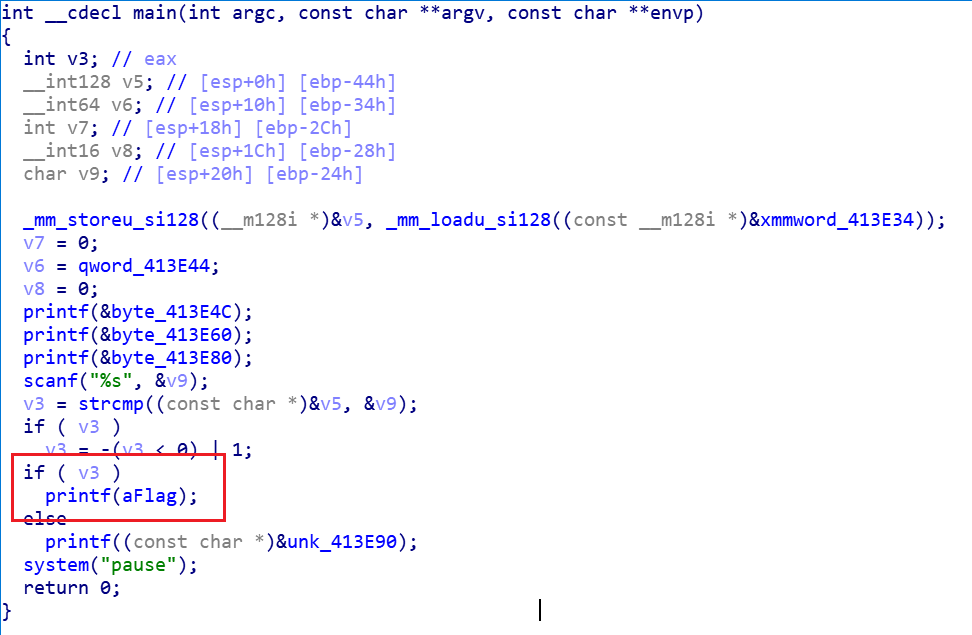 int __cdecl main(int argc, const char **argv, const char **envp)
{
int v3; // eax
__int128 v5; // [esp+0h] [ebp-44h]
__int64 v6; // [esp+10h] [ebp-34h]
int v7; // [esp+18h] [ebp-2Ch]
__int16 v8; // [esp+1Ch] [ebp-28h]
char v9; // [esp+20h] [ebp-24h]
_mm_storeu_si128((__m128i *)&v5, _mm_loadu_si128((const __m128i *)&xmmword_413E34));
v7 = 0;
v6 = qword_413E44;
v8 = 0;
printf(&byte_413E4C);
printf(&byte_413E60);
printf(&byte_413E80);
scanf("%s", &v9);
v3 = strcmp((const char *)&v5, &v9);
if ( v3 )
v3 = -(v3 < 0) | 1;
if ( v3 )
printf(aFlag);
else
printf((const char *)&unk_413E90);
system("pause");
return 0;
}